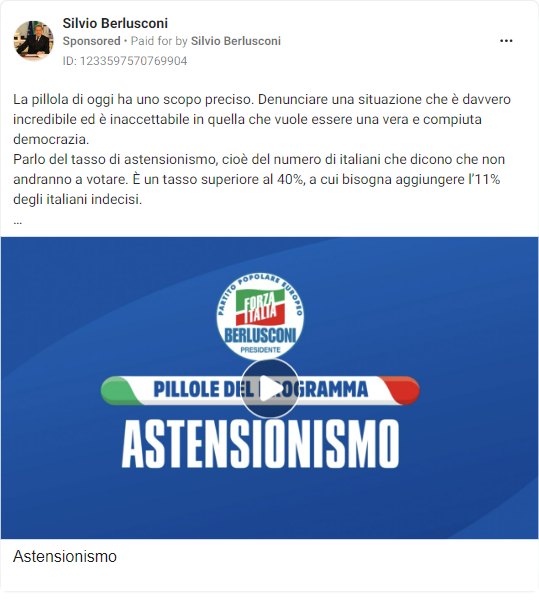 Silvio Berlusconi
Sponsored • Paid for by Silvio Berlusconi
ID: 1233597570769904
La pillola di oggi ha uno scopo preciso. Denunciare una situazione che è davvero
incredibile ed è inaccettabile in quella che vuole essere una vera e compiuta
democrazia.
Parlo del tasso di astensionismo, cioè del numero di italiani che dicono che non
andranno a votare. È un tasso superiore al 40%, a cui bisogna aggiungere l'11%
degli italiani indecisi.
...
PARTITO POPOLARE EUROPEO
FORZA
ITALIA
BERLUSCONI
PRESIDENTE
PILLOLE DEL PROGRAMMA
ASTENSIONISMO
Astensionismo